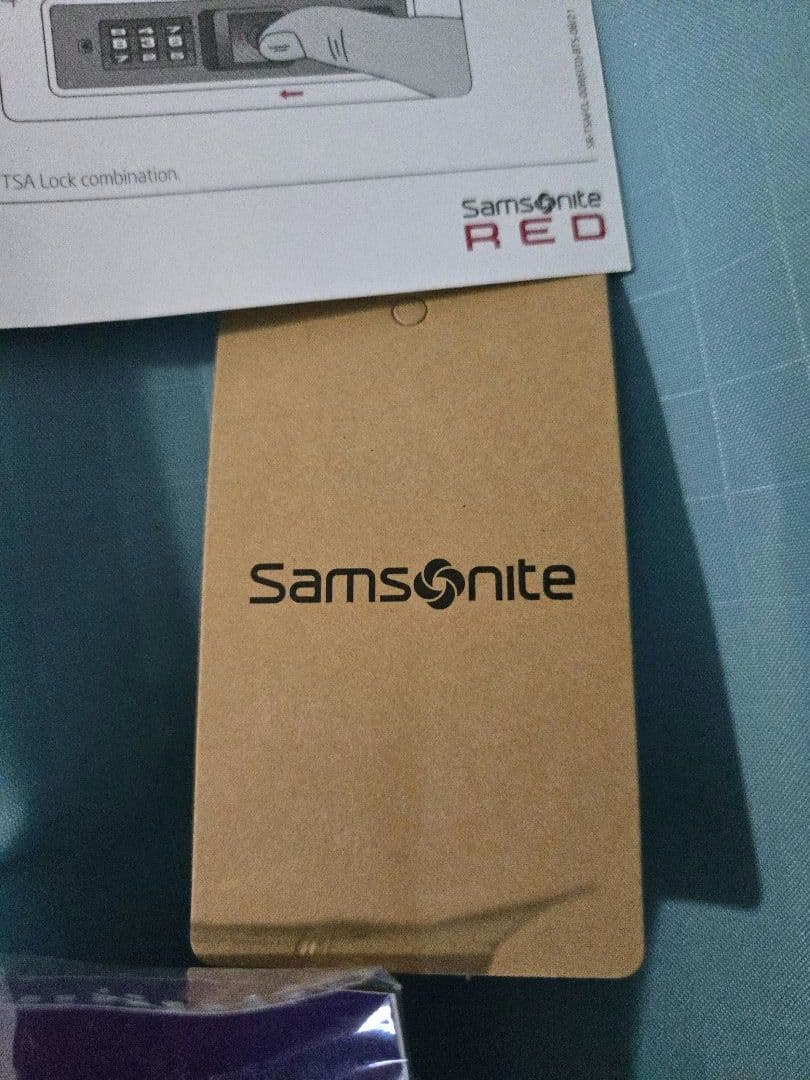 TSA Lock combination.
Samsonite
RED
Samsonite